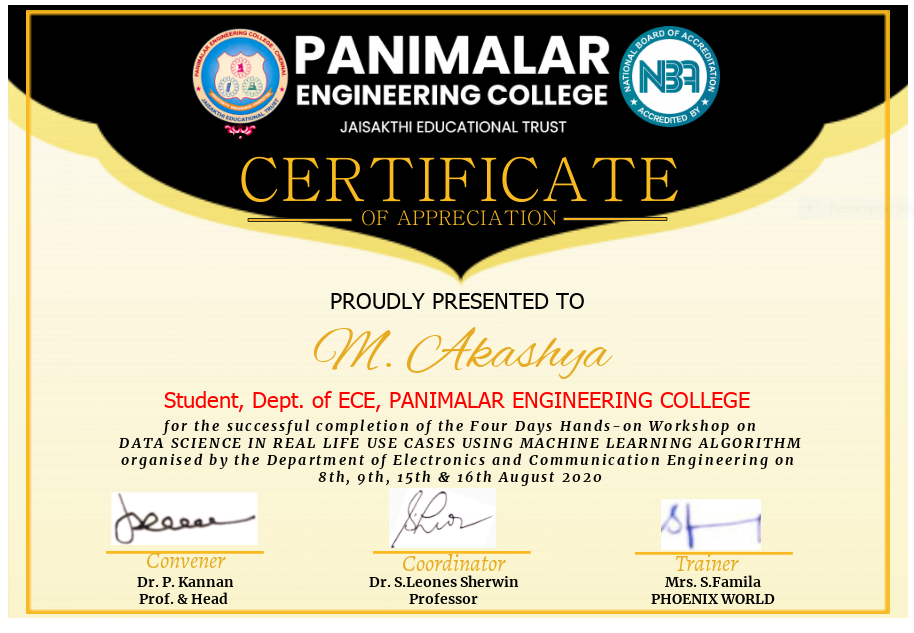 PANIMALAR ENGINEERING COLLEGE, CHENNAI
JAISAKTHI EDUCATIONAL TRUST
PANIMALAR
ENGINEERING COLLEGE
JAISAKTHI EDUCATIONAL TRUST
NATIONAL BOARD OF ACCREDITATION
NBA
ACCREDITED BY
CERTIFICATE
OF APPRECIATION
PROUDLY PRESENTED TO
M. Akashya
Student, Dept. of ECE, PANIMALAR ENGINEERING COLLEGE
for the successful completion of the Four Days Hands-on Workshop on
DATA SCIENCE IN REAL LIFE USE CASES USING MACHINE LEARNING ALGORITHM
organised by the Department of Electronics and Communication Engineering on
8th, 9th, 15th & 16th August 2020
Convener Coordinator Trainer
Dr. P. Kannan Dr. S.Leones Sherwin Mrs. S.Famila
Prof. & Head Professor PHOENIX WORLD